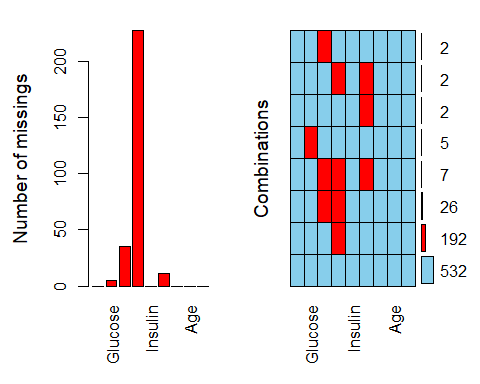 Number of missings
0
50
100
150
200
Glucose
Insulin
Age
Combinations
2
2
2
5
7
26
192
532
Glucose
Insulin
Age